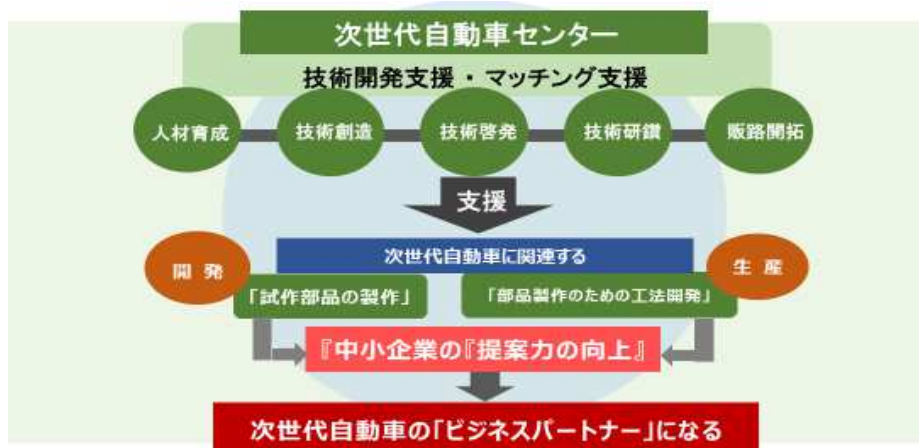 次世代自動車センター
技術開発支援・マッチング支援
人材育成
技術創造
技術啓発
技術研鑽
販路開拓
支援
次世代自動車に関連する
開発
生産
「試作部品の製作」
「部品製作のための工法開発」
『中小企業の『提案力の向上』
次世代自動車の「ビジネスパートナー」になる